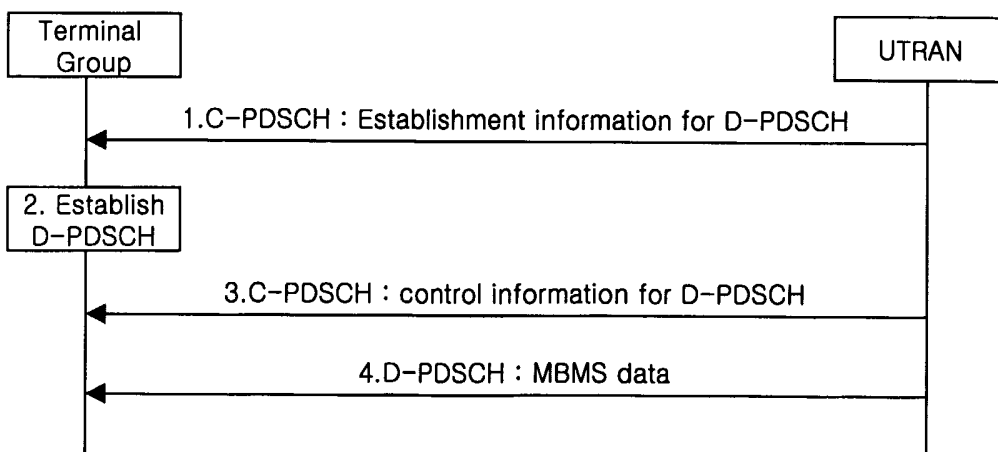 Terminal
Group
UTRAN
1.C-PDSCH : Establishment information for D-PDSCH
2. Establish
D-PDSCH
3.C-PDSCH : control information for D-PDSCH
4.D-PDSCH : MBMS data